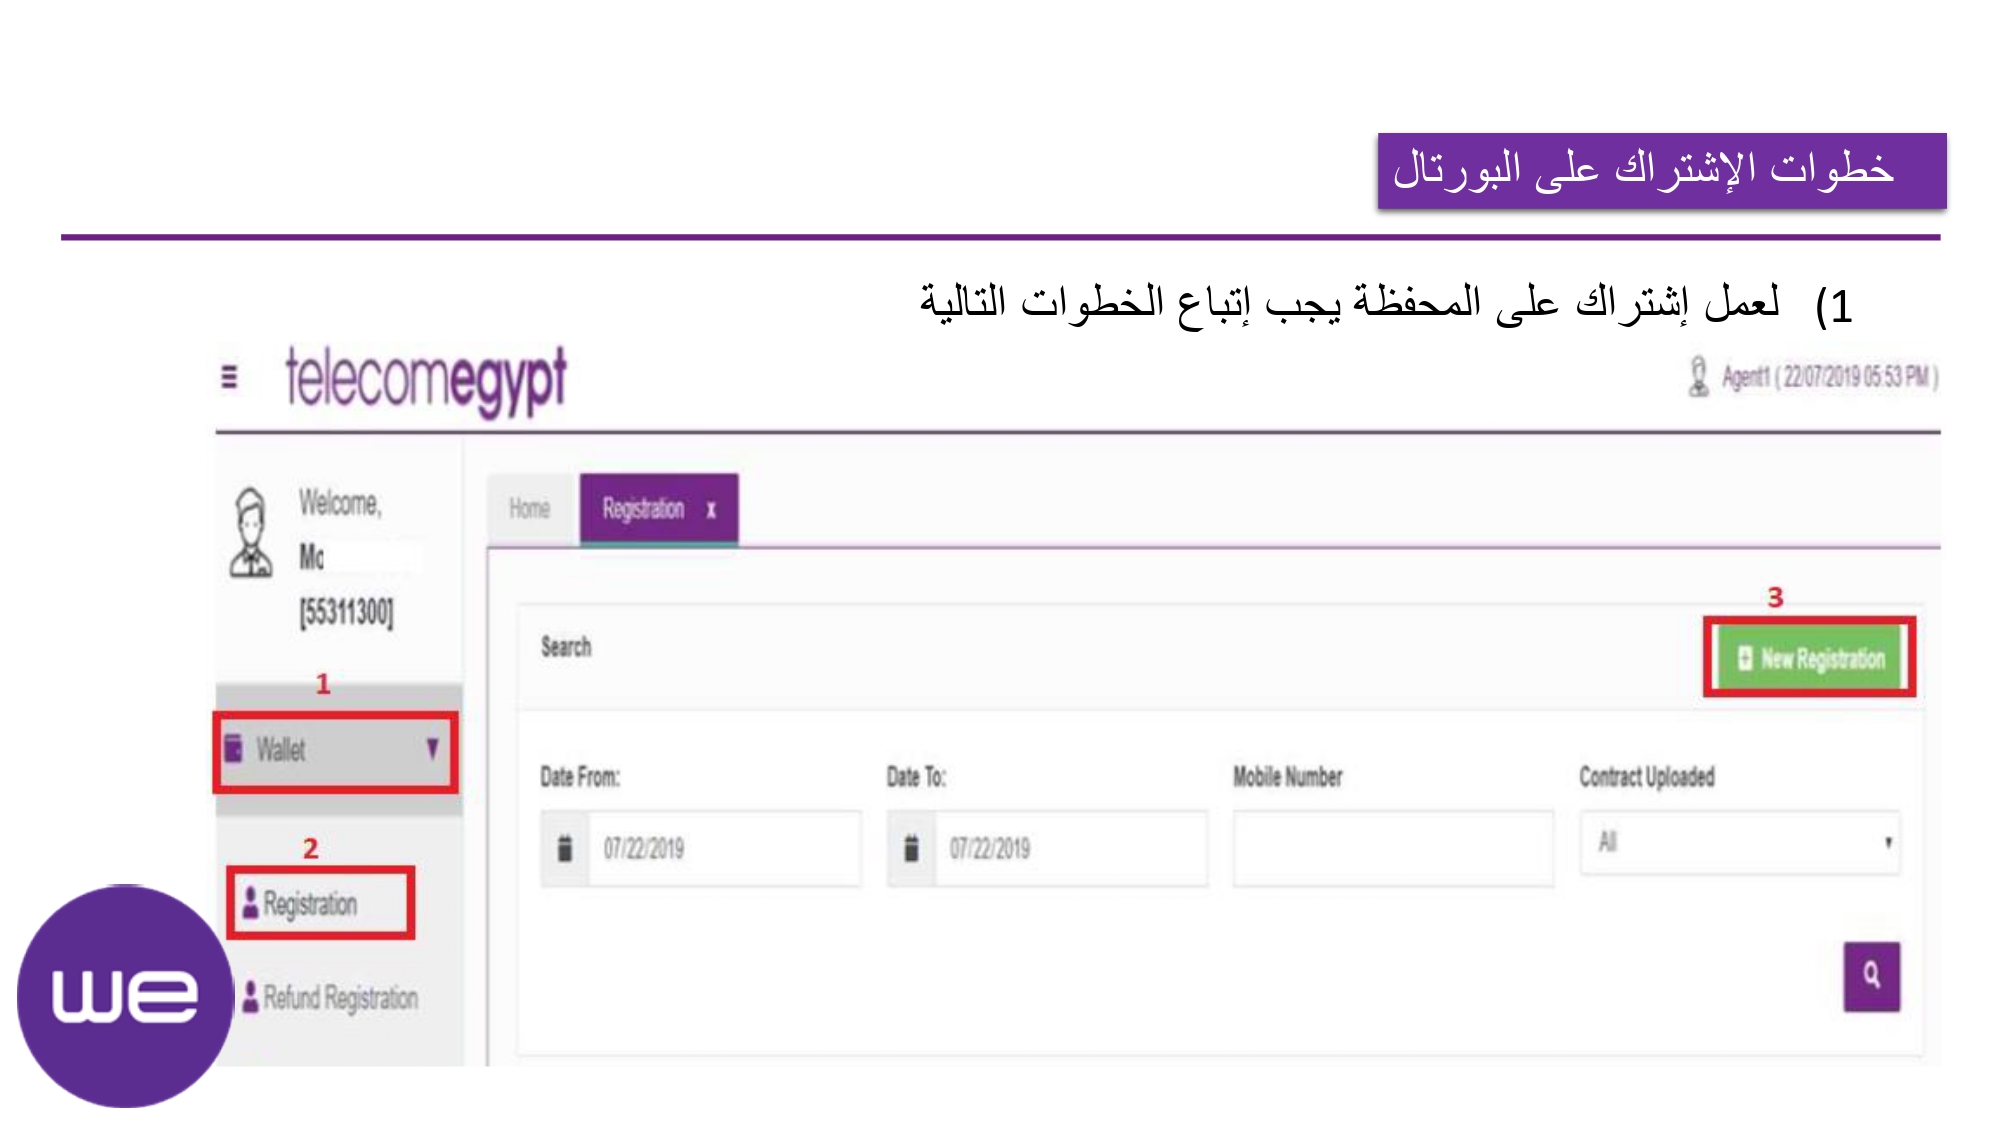 خطوات الإشتراك على البورتال
1) لعمل إشتراك على المحفظة يجب إتباع الخطوات التالية
telecomegypt
Agent1 ( 22/07/2019 05:53 PM )
Welcome,
Mo
[55311300]
Home
Registration x
3
Search
New Registration
1
Wallet
Date From:
Date To:
Mobile Number
Contract Uploaded
07/22/2019
07/22/2019
All
2
Registration
Refund Registration
we